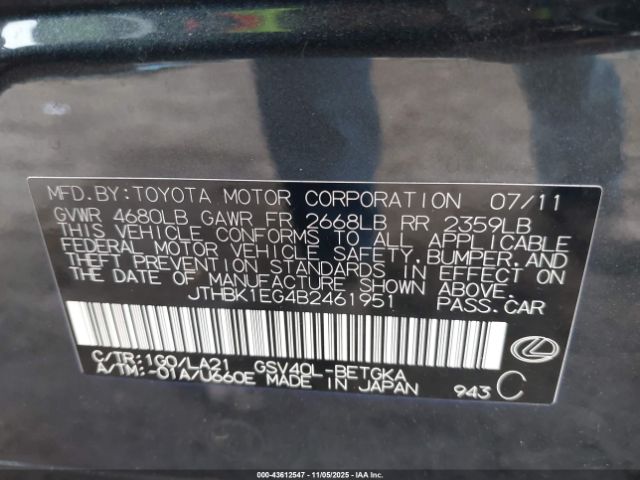 MFD.BY:TOYOTA MOTOR CORPORATION 07/11
GVWR 4680LB GAWR FR 2668LB RR 2359LB
THIS VEHICLE CONFORMS TO ALL APPLICABLE
FEDERAL MOTOR VEHICLE SAFETY,BUMPER,AND
THEFT PREVENTION STANDARDS IN EFFECT ON
THE DATE OF MANUFACTURE SHOWN ABOVE.
JTHBK1EG4B2461951 PASS.CAR
C/TR:1G0/LA21 GSV40L-BETGKA
A/TM:-01A/U660E MADE IN JAPAN 943 C
000-43612547 - 11/05/2025 - IAA Inc.